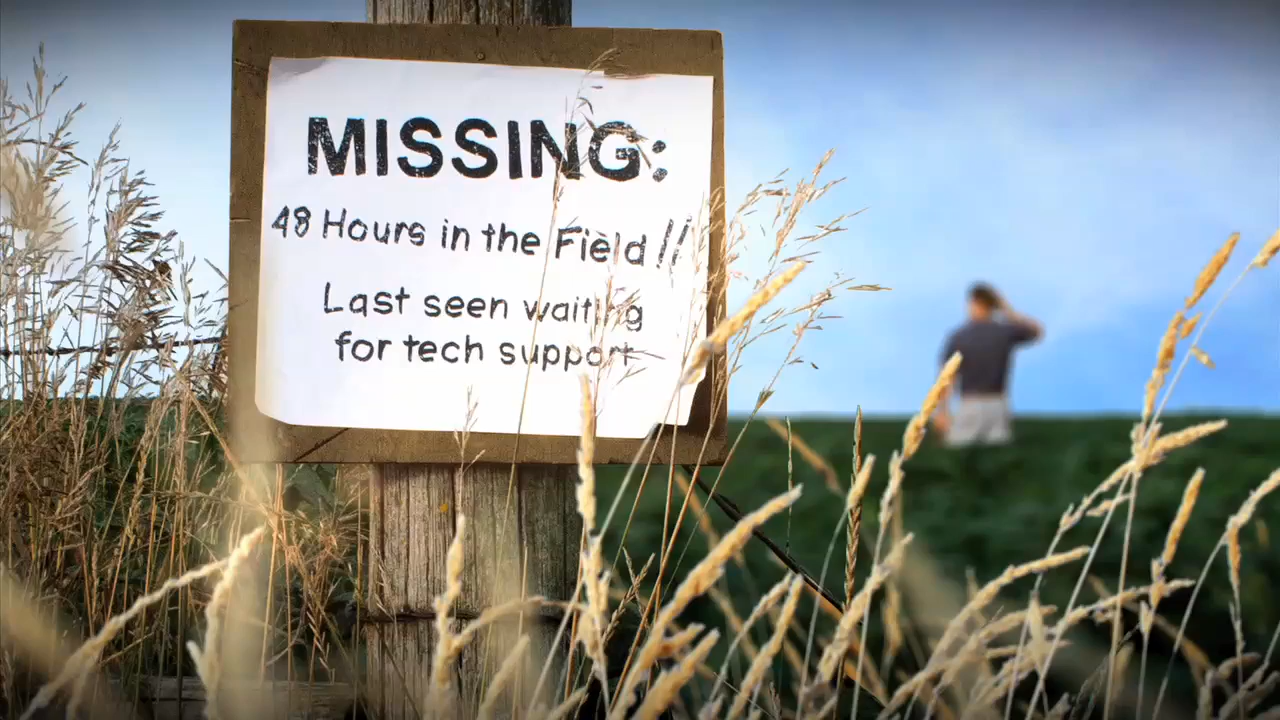 MISSING:
48 Hours in the Field!!
Last seen waiting
for tech support